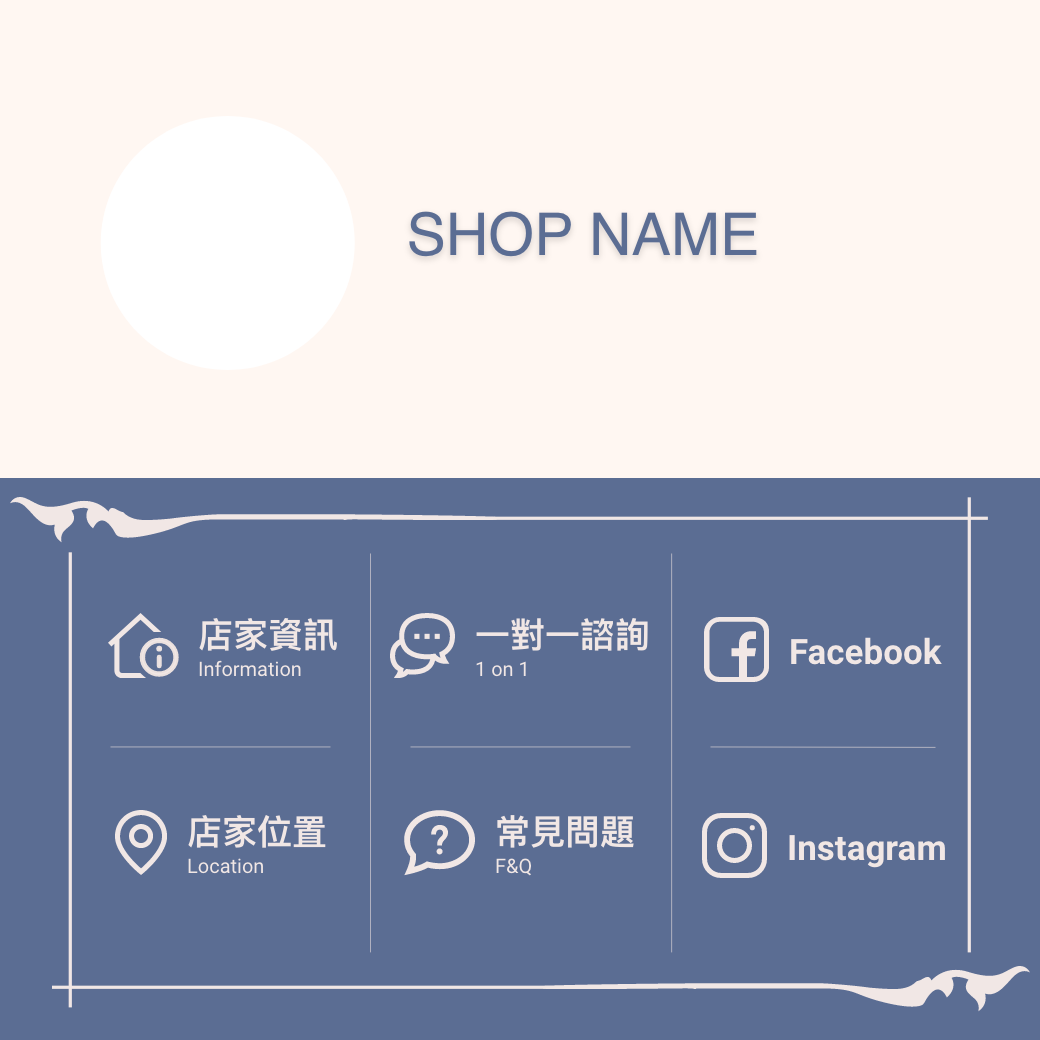 SHOP NAME
店家資訊
Information
一對一諮詢
1 on 1
Facebook
店家位置
Location
常見問題
F&Q
Instagram